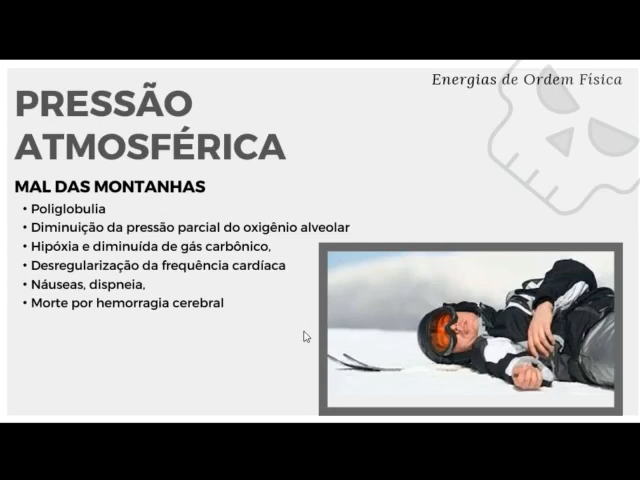 Energias de Ordem Física
PRESSÃO
ATMOSFÉRICA
MAL DAS MONTANHAS
• Poliglobulia
• Diminuição da pressão parcial do oxigênio alveolar
• Hipóxia e diminuída de gás carbônico,
• Desregularização da frequência cardíaca
• Náuseas, dispneia,
• Morte por hemorragia cerebral